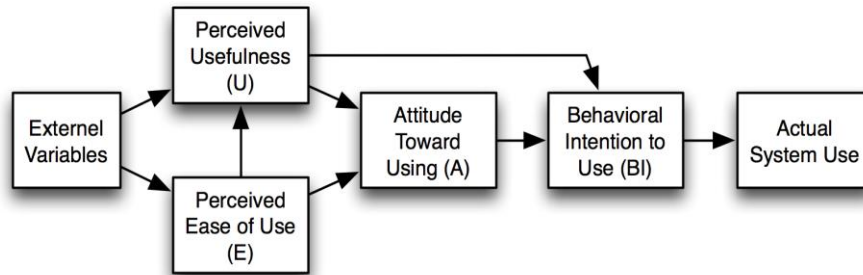 Perceived
Usefulness
(U)
Externel
Variables
Perceived
Ease of Use
(E)
Attitude
Toward
Using (A)
Behavioral
Intention to
Use (BI)
Actual
System Use